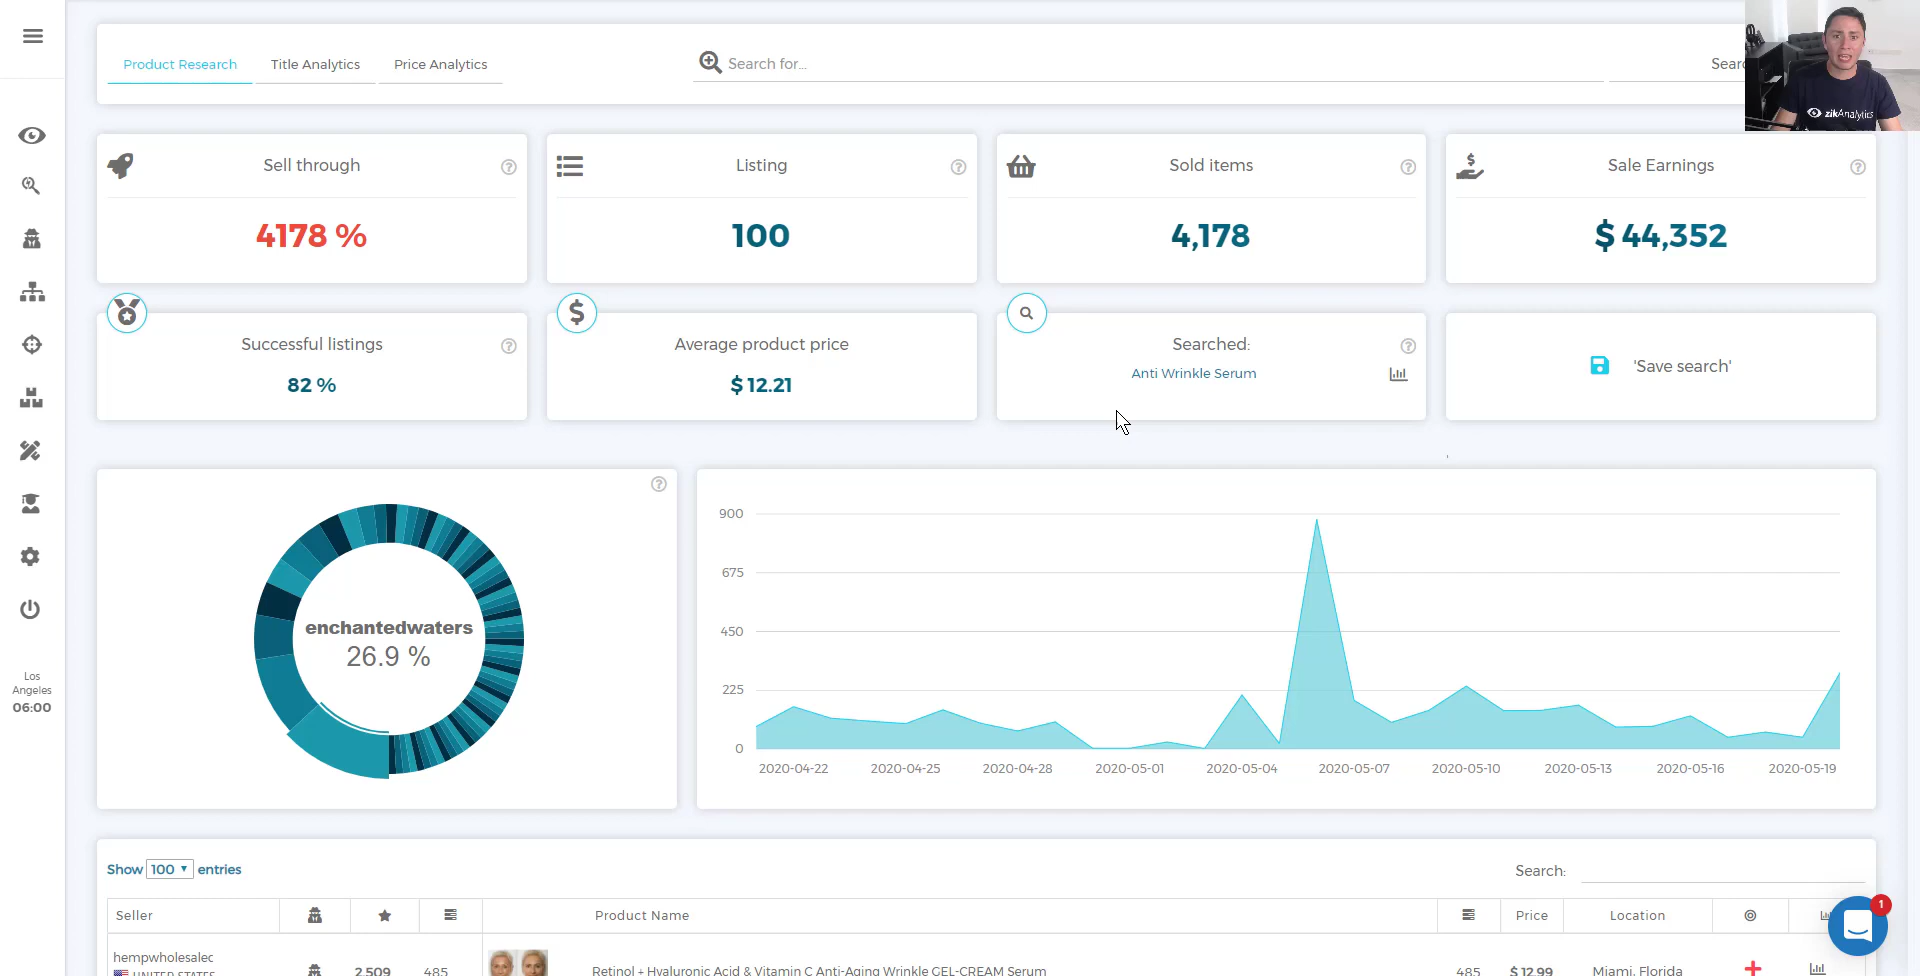 Product Research Title Analytics Price Analytics Search for...
zikAnalytics
Sell through
4178 %
Listing
100
Sold items
4,178
Sale Earnings
$ 44,352
Successful listings
82 %
Average product price
$ 12.21
Searched:
Anti Wrinkle Serum
'Save search'
enchantedwaters
26.9 %
900
675
450
225
0
2020-04-22 2020-04-25 2020-04-28 2020-05-01 2020-05-04 2020-05-07 2020-05-10 2020-05-13 2020-05-16 2020-05-19
Los
Angeles
06:00
Show 100 entries
Search:
1
Seller Product Name Price Location
hempwholesalec
UNITED STATES
2,509 485 Retinol + Hyaluronic Acid & Vitamin C Anti-Aging Wrinkle GEL-CREAM Serum 485 $ 12.99 Miami, Florida